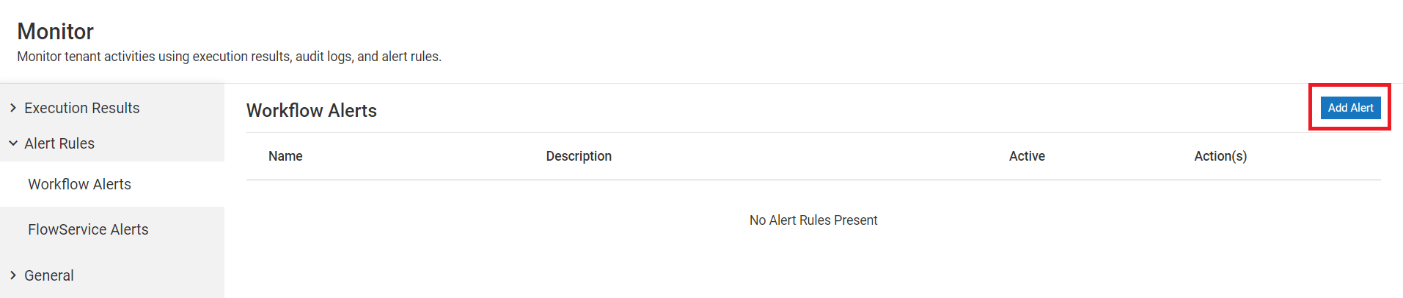 Monitor
Monitor tenant activities using execution results, audit logs, and alert rules.
Execution Results
Alert Rules
Workflow Alerts
FlowService Alerts
General
Workflow Alerts
Add Alert
Name Description Active Action(s)
No Alert Rules Present